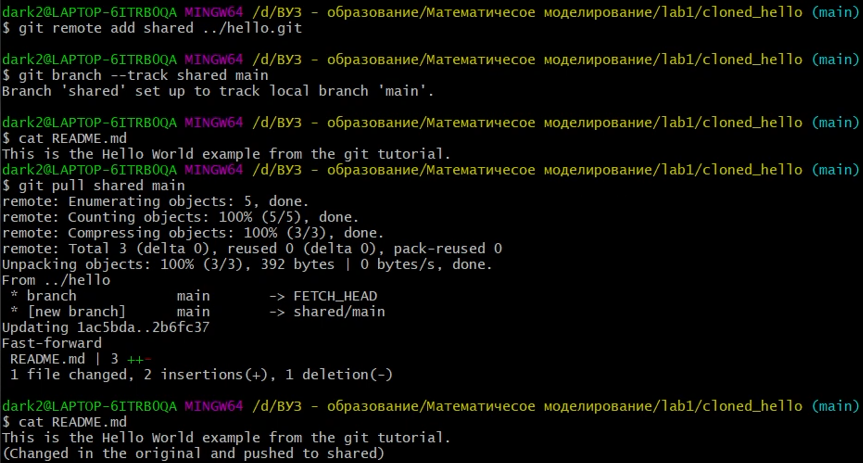 dark2@LAPTOP-6ITRB0QA MINGW64 /d/ВУЗ - образование/Математичесое моделирование/lab1/cloned_hello (main)
$ git remote add shared ../hello.git
dark2@LAPTOP-6ITRB0QA MINGW64 /d/ВУЗ - образование/Математичесое моделирование/lab1/cloned_hello (main)
$ git branch --track shared main
Branch 'shared' set up to track local branch 'main'.
dark2@LAPTOP-6ITRB0QA MINGW64 /d/ВУЗ - образование/Математичесое моделирование/lab1/cloned_hello (main)
$ cat README.md
This is the Hello World example from the git tutorial.
dark2@LAPTOP-6ITRB0QA MINGW64 /d/ВУЗ - образование/Математичесое моделирование/lab1/cloned_hello (main)
$ git pull shared main
remote: Enumerating objects: 5, done.
remote: Counting objects: 100% (5/5), done.
remote: Compressing objects: 100% (3/3), done.
remote: Total 3 (delta 0), reused 0 (delta 0), pack-reused 0
Unpacking objects: 100% (3/3), 392 bytes | 0 bytes/s, done.
From ../hello
 * branch            main       -> FETCH_HEAD
 * [new branch]      main       -> shared/main
Updating 1ac5bda..2b6fc37
Fast-forward
 README.md | 3 ++-
 1 file changed, 2 insertions(+), 1 deletion(-)
dark2@LAPTOP-6ITRB0QA MINGW64 /d/ВУЗ - образование/Математичесое моделирование/lab1/cloned_hello (main)
$ cat README.md
This is the Hello World example from the git tutorial.
(Changed in the original and pushed to shared)